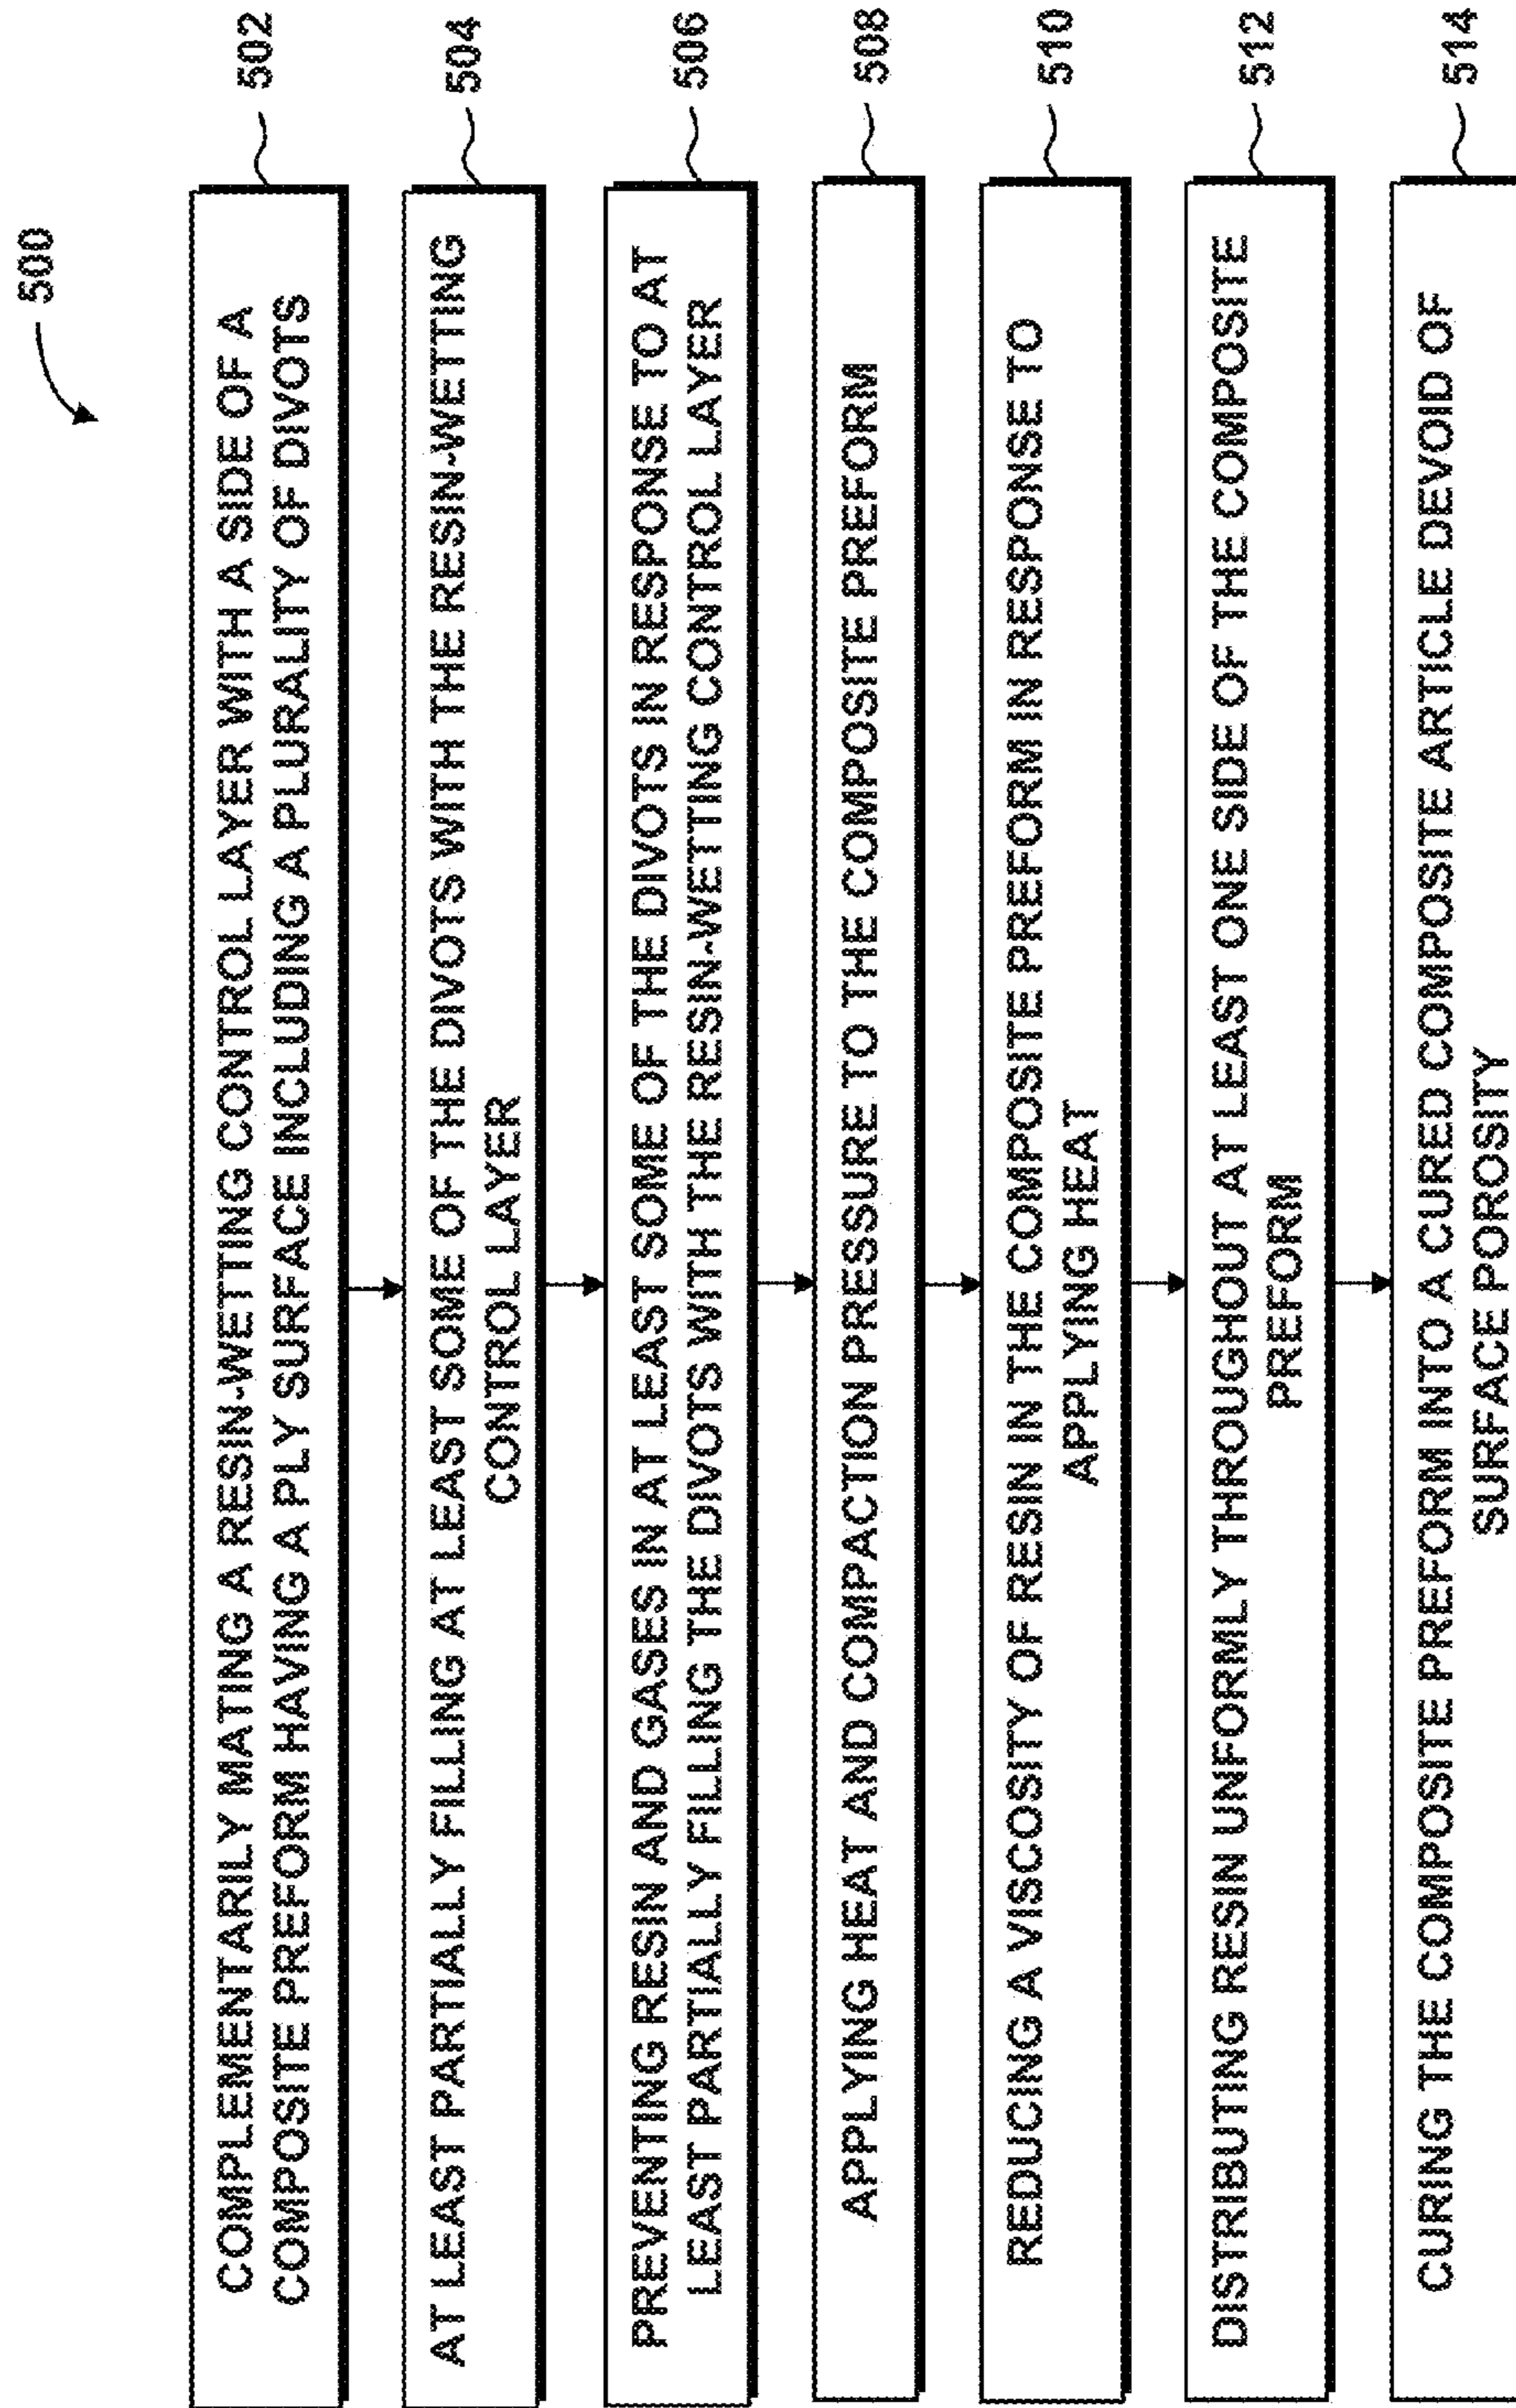 500
COMPLEMENTARILY MATING A RESIN-WETTING CONTROL LAYER WITH A SIDE OF A
COMPOSITE PREFORM HAVING A PLY SURFACE INCLUDING A PLURALITY OF DIVOTS
502
AT LEAST PARTIALLY FILLING AT LEAST SOME OF THE DIVOTS WITH THE RESIN-WETTING
CONTROL LAYER
504
PREVENTING RESIN AND GASES IN AT LEAST SOME OF THE DIVOTS IN RESPONSE TO AT
LEAST PARTIALLY FILLING THE DIVOTS WITH THE RESIN-WETTING CONTROL LAYER
506
APPLYING HEAT AND COMPACTION PRESSURE TO THE COMPOSITE PREFORM
508
REDUCING A VISCOSITY OF RESIN IN THE COMPOSITE PREFORM IN RESPONSE TO
APPLYING HEAT
510
DISTRIBUTING RESIN UNFORMLY THROUGHOUT AT LEAST ONE SIDE OF THE COMPOSITE
PREFORM
512
CURING THE COMPOSITE PREFORM INTO A CURED COMPOSITE ARTICLE DEVOID OF
SURFACE POROSITY
514